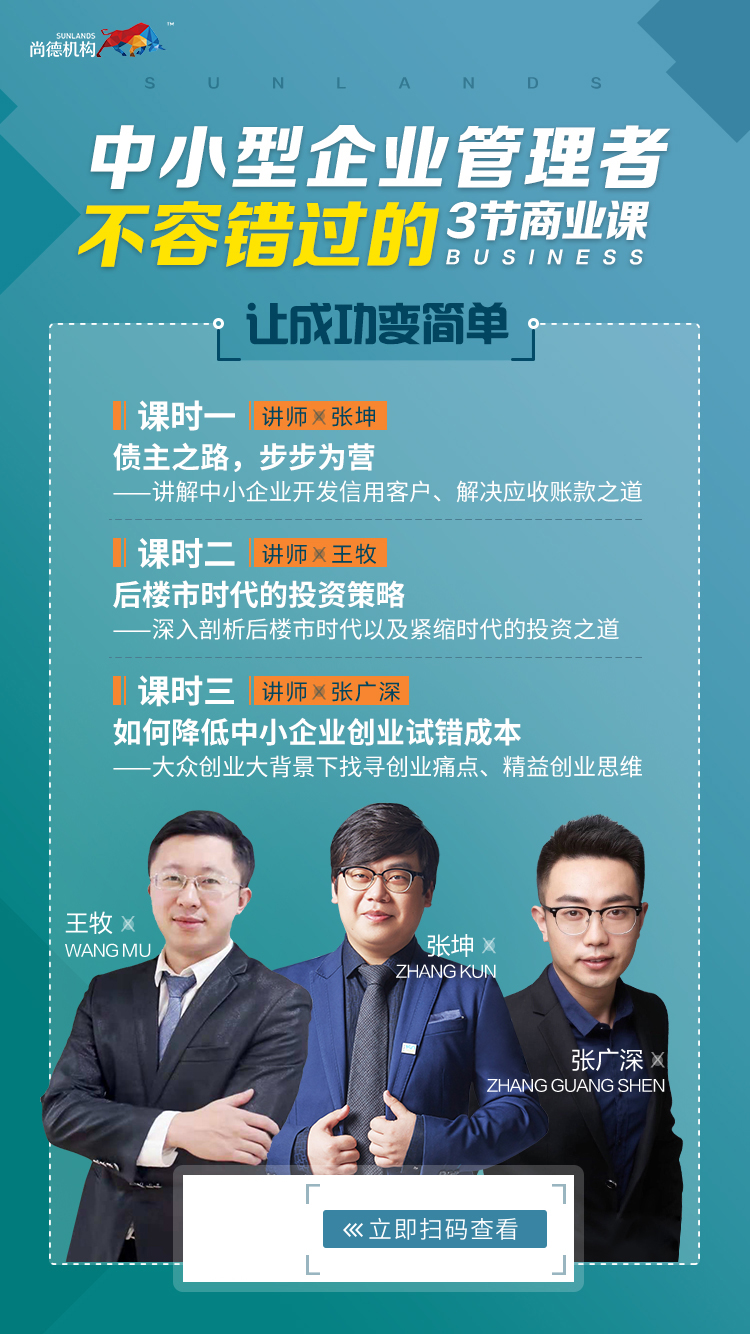 SUNLANDS
尚德机构
™
SUNLANDS
中小型企业管理者
不容错过的3节商业课
BUSINESS
让成功变简单
课时一 讲师 张坤
债主之路，步步为营
——讲解中小企业开发信用客户、解决应收账款之道
课时二 讲师 王牧
后楼市时代的投资策略
——深入剖析后楼市时代以及紧缩时代的投资之道
课时三 讲师 张广深
如何降低中小企业创业试错成本
——大众创业大背景下找寻创业痛点、精益创业思维
王牧
WANG MU
张坤
ZHANG KUN
张广深
ZHANG GUANG SHEN
立即扫码查看